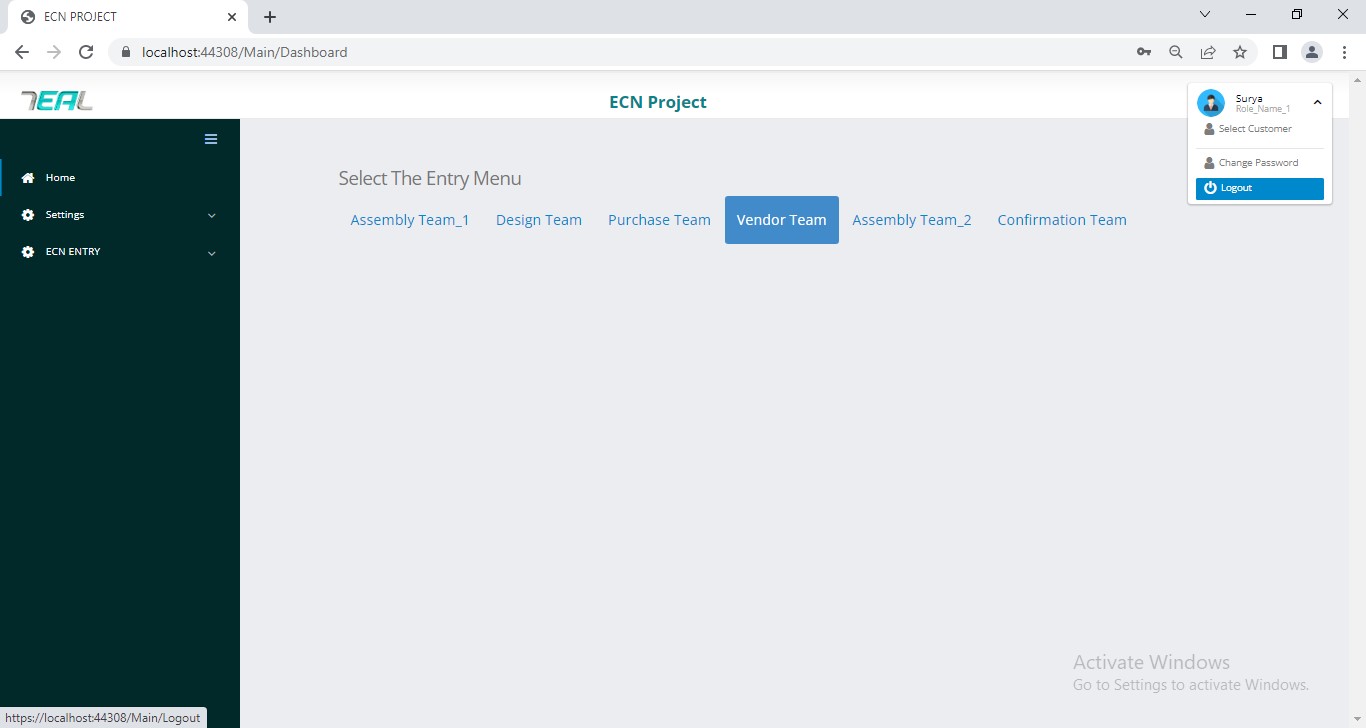 ECN PROJECT
localhost:44308/Main/Dashboard
TEAL
ECN Project
Surya
Role_Name_1
Select Customer
Change Password
Logout
Home
Settings
ECN ENTRY
Select The Entry Menu
Assembly Team_1 Design Team Purchase Team Vendor Team Assembly Team_2 Confirmation Team
Activate Windows
Go to Settings to activate Windows.
https://localhost:44308/Main/Logout